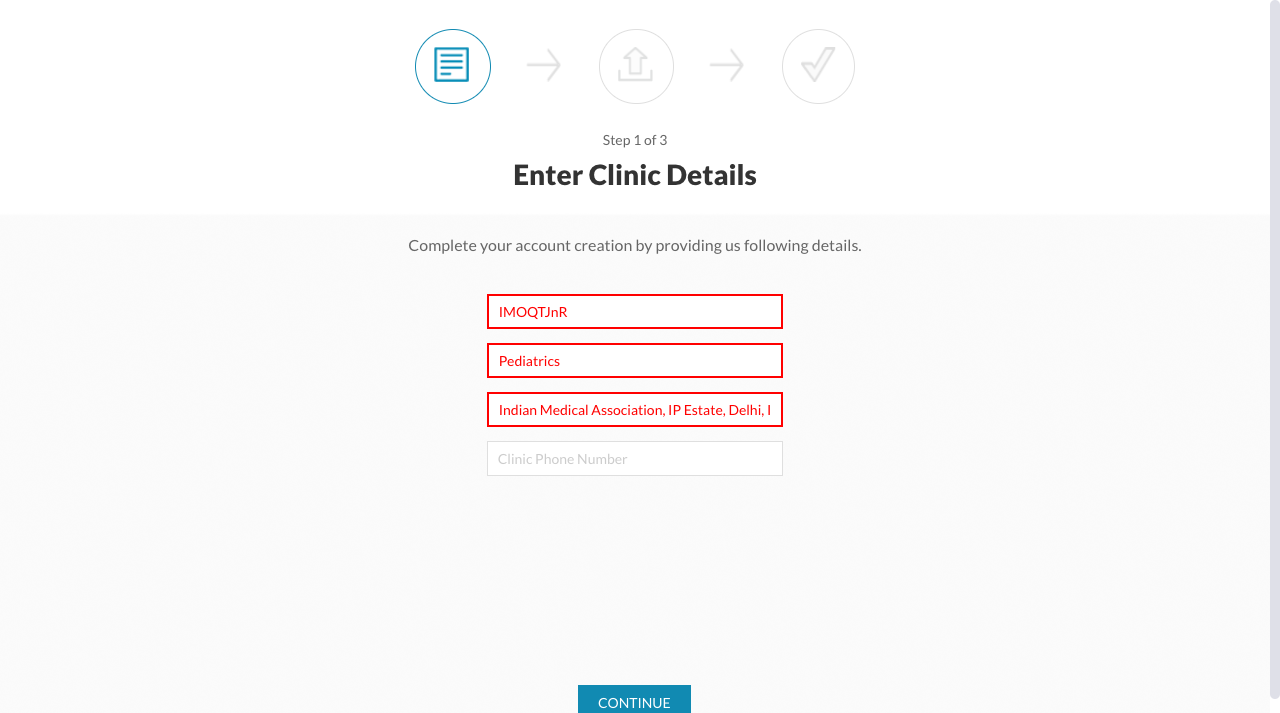 Step 1 of 3
Enter Clinic Details
Complete your account creation by providing us following details.
IMOQTJnR
Pediatrics
Indian Medical Association, IP Estate, Delhi, I
Clinic Phone Number
CONTINUE